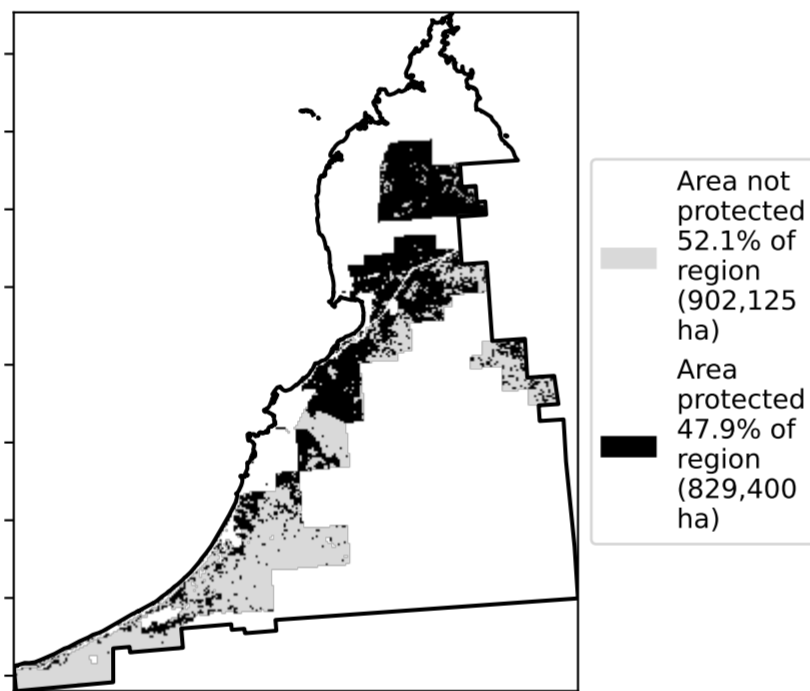 Area not
protected
52.1% of
region
(902,125
ha)
Area
protected
47.9% of
region
(829,400
ha)